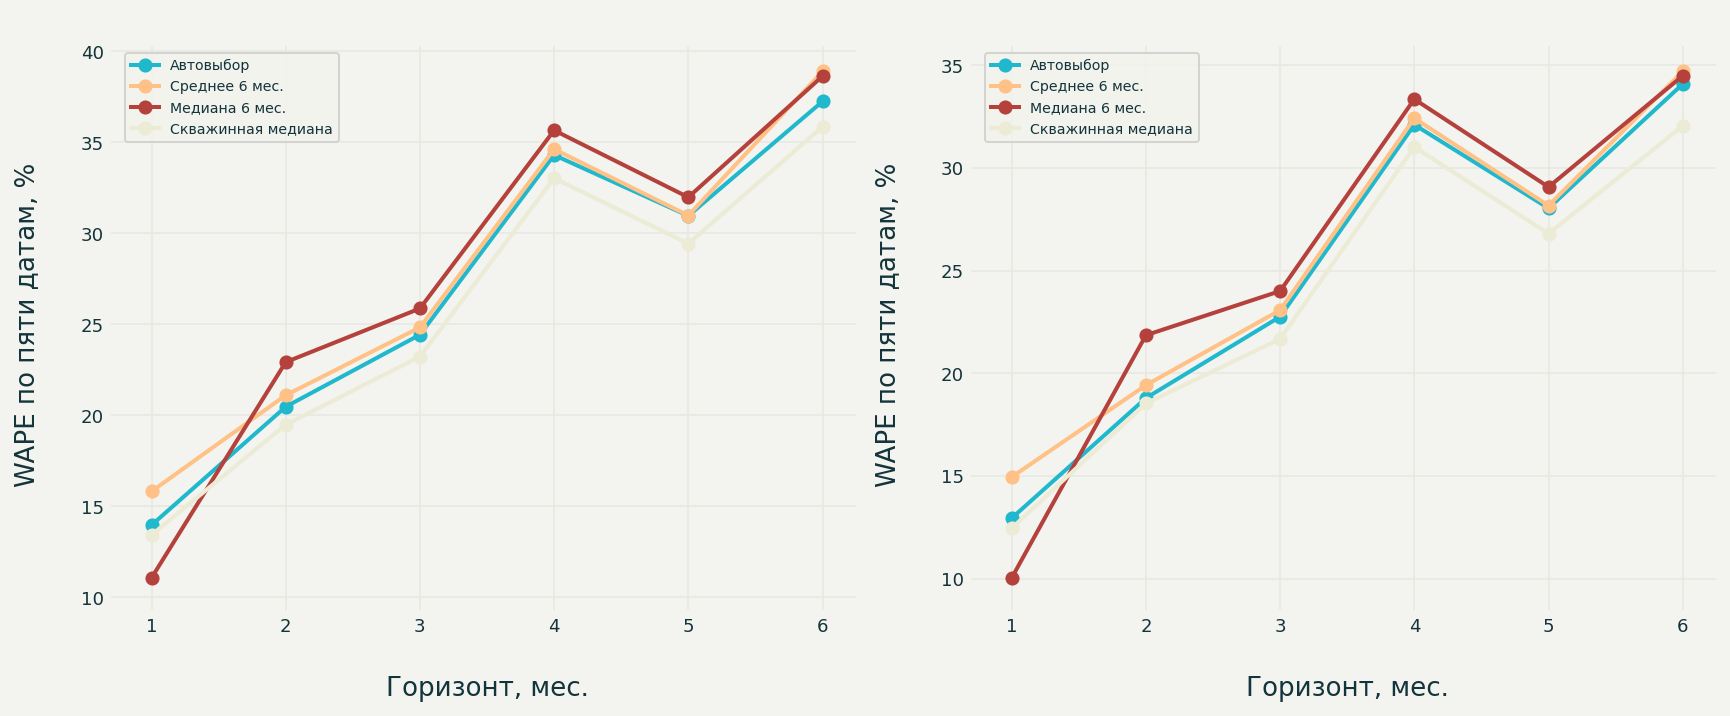 WAPE по пяти датам, %
40
35
30
25
20
15
10
Автовыбор
Среднее 6 мес.
Медиана 6 мес.
Скважинная медиана
1 2 3 4 5 6
Горизонт, мес.
WAPE по пяти датам, %
35
30
25
20
15
10
Автовыбор
Среднее 6 мес.
Медиана 6 мес.
Скважинная медиана
1 2 3 4 5 6
Горизонт, мес.